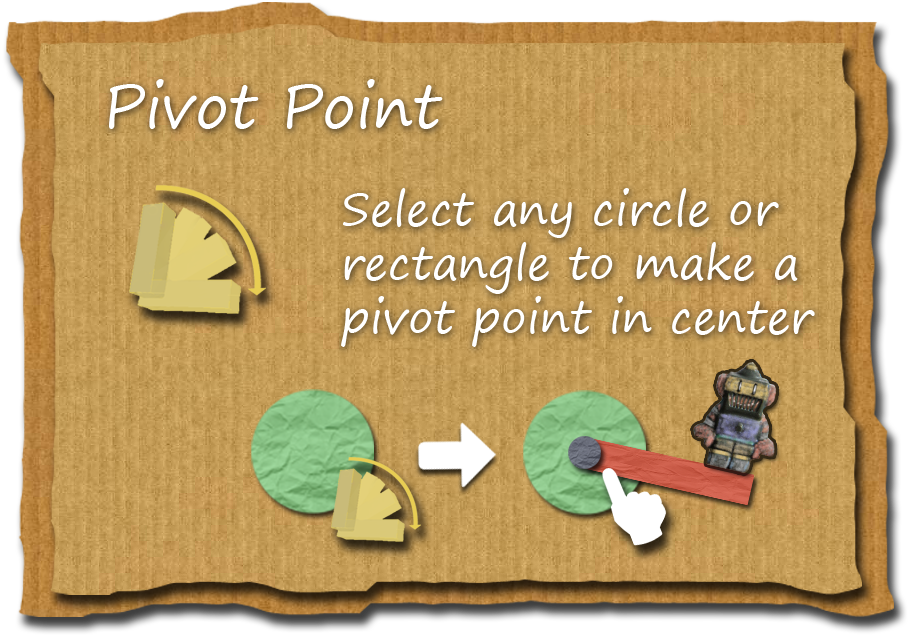 Pivot Point
Select any circle or
rectangle to make a
pivot point in center